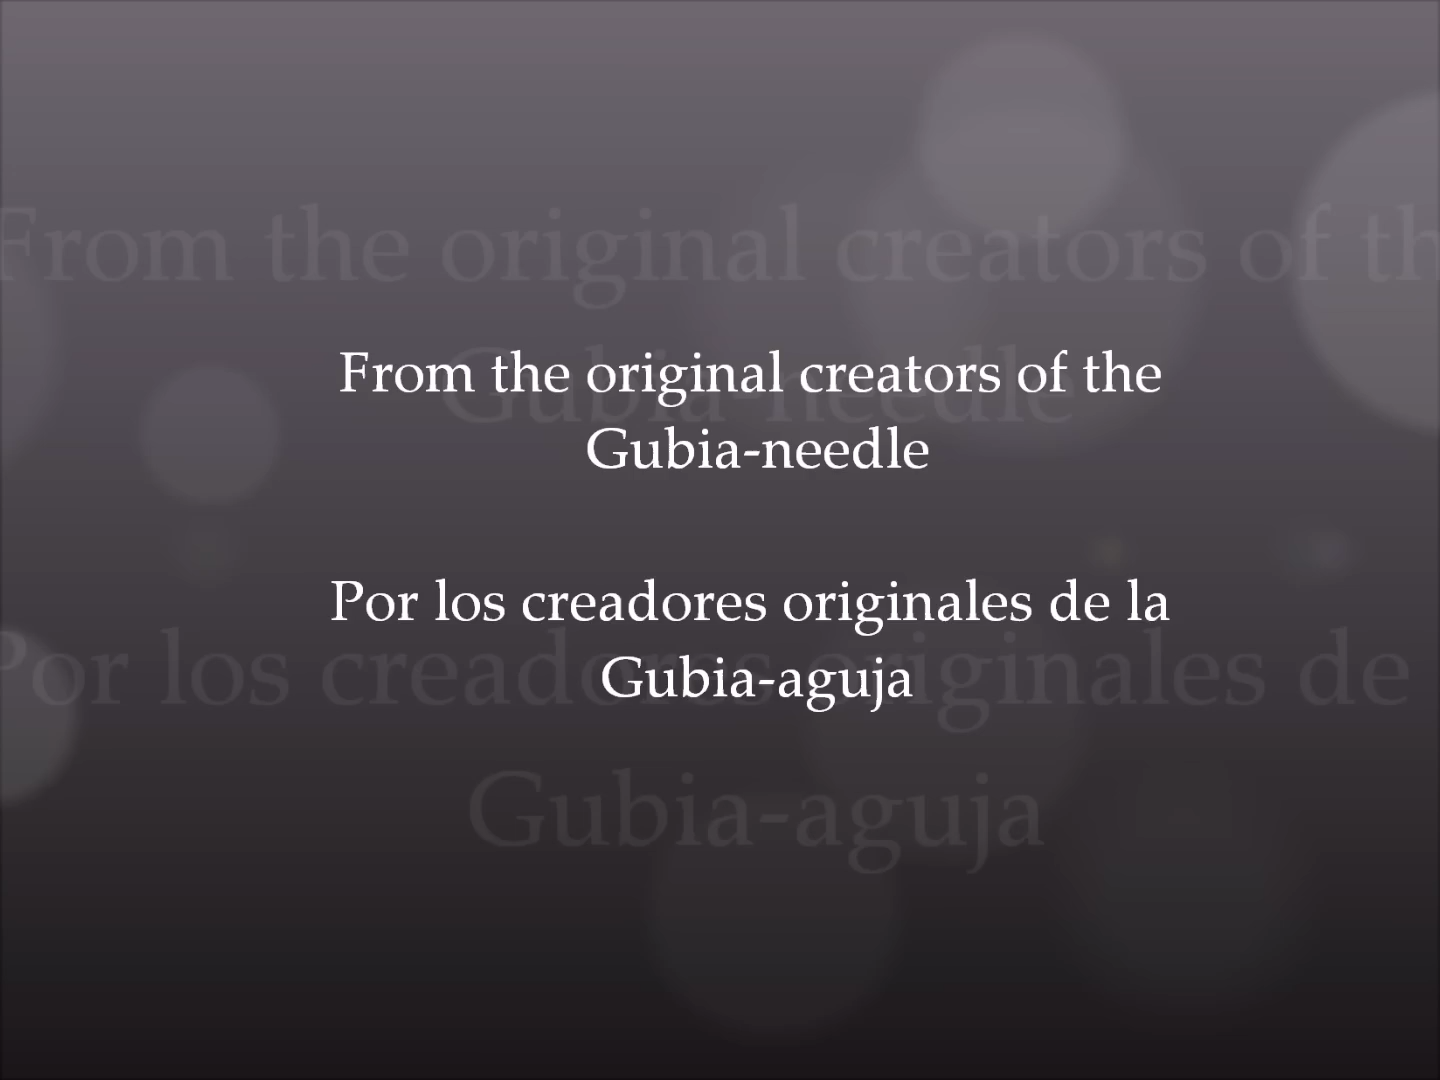 From the original creators of the
Gubia-needle
Por los creadores originales de la
Gubia-aguja